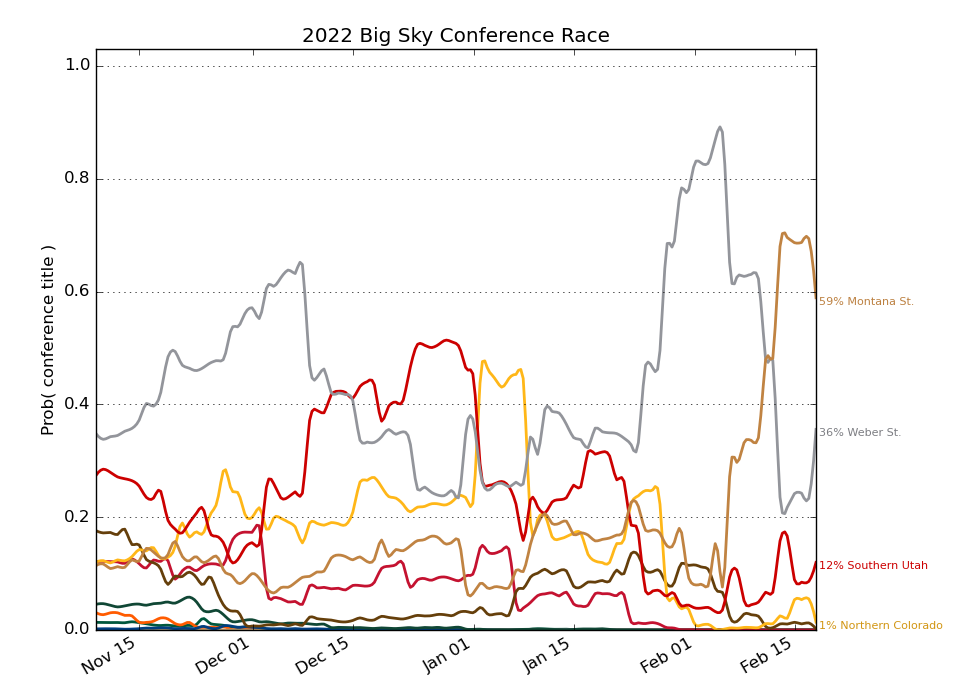 2022 Big Sky Conference Race
Prob( conference title )
1.0
0.8
0.6
0.4
0.2
0.0
Nov 15
Dec 01
Dec 15
Jan 01
Jan 15
Feb 01
Feb 15
59% Montana St.
36% Weber St.
12% Southern Utah
1% Northern Colorado